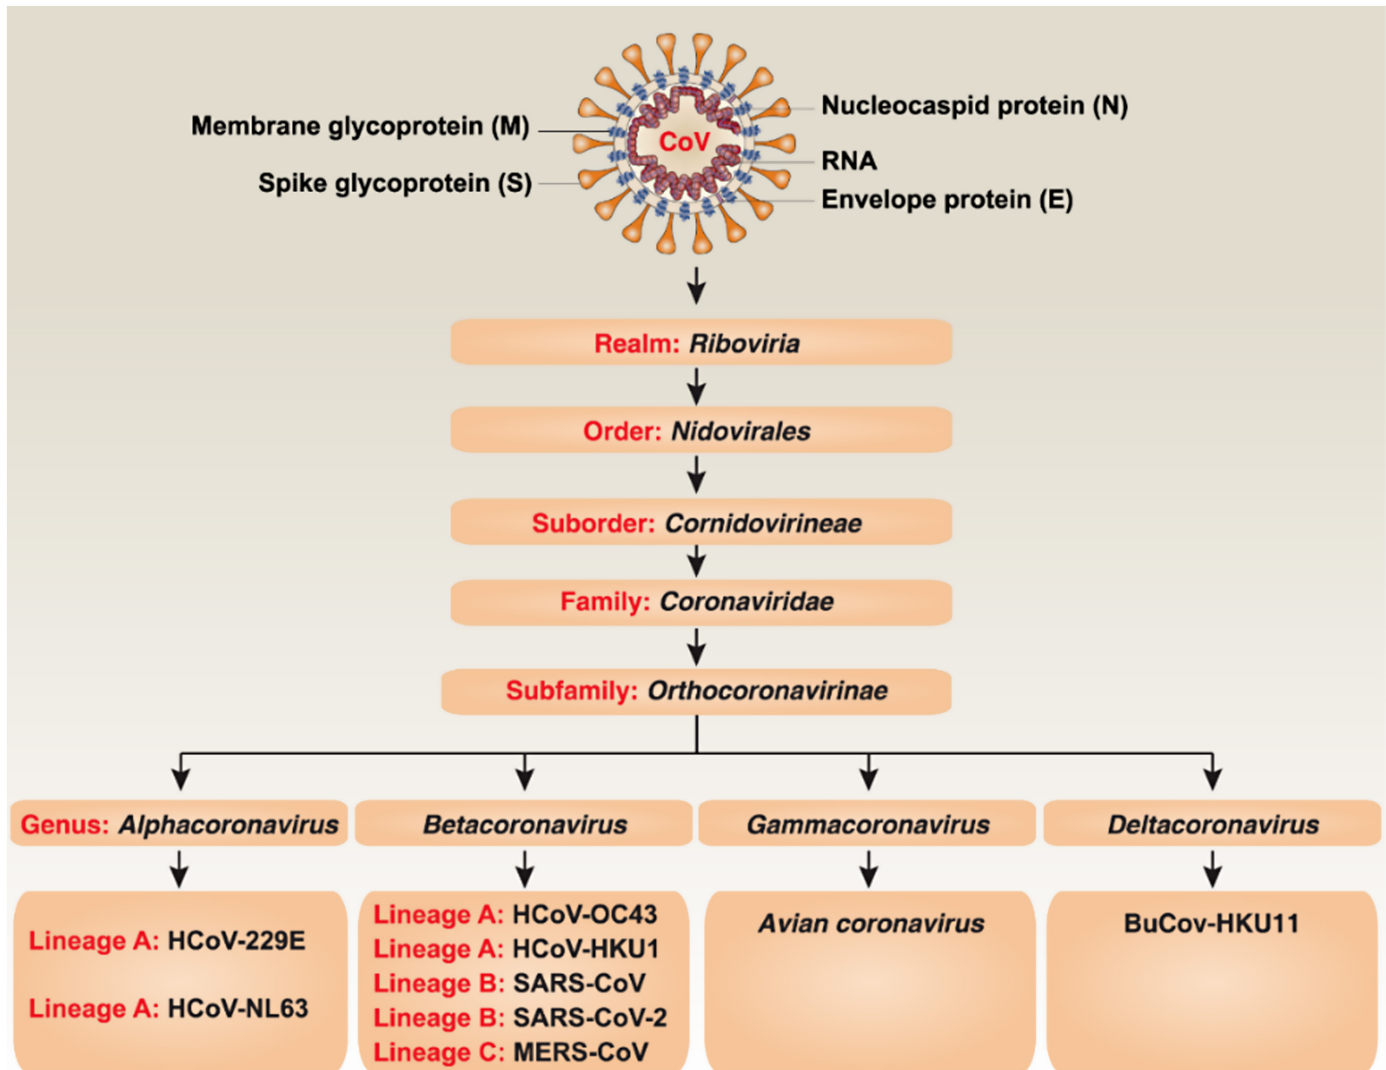 Membrane glycoprotein (M)
Spike glycoprotein (S)
CoV
Nucleocaspid protein (N)
RNA
Envelope protein (E)
Realm: Riboviria
Order: Nidovirales
Suborder: Cornidovirineae
Family: Coronaviridae
Subfamily: Orthocoronavirinae
Genus: Alphacoronavirus
Betacoronavirus
Gammacoronavirus
Deltacoronavirus
Lineage A: HCoV-229E
Lineage A: HCoV-NL63
Lineage A: HCoV-OC43
Lineage A: HCoV-HKU1
Lineage B: SARS-CoV
Lineage B: SARS-CoV-2
Lineage C: MERS-CoV
Avian coronavirus
BuCov-HKU11